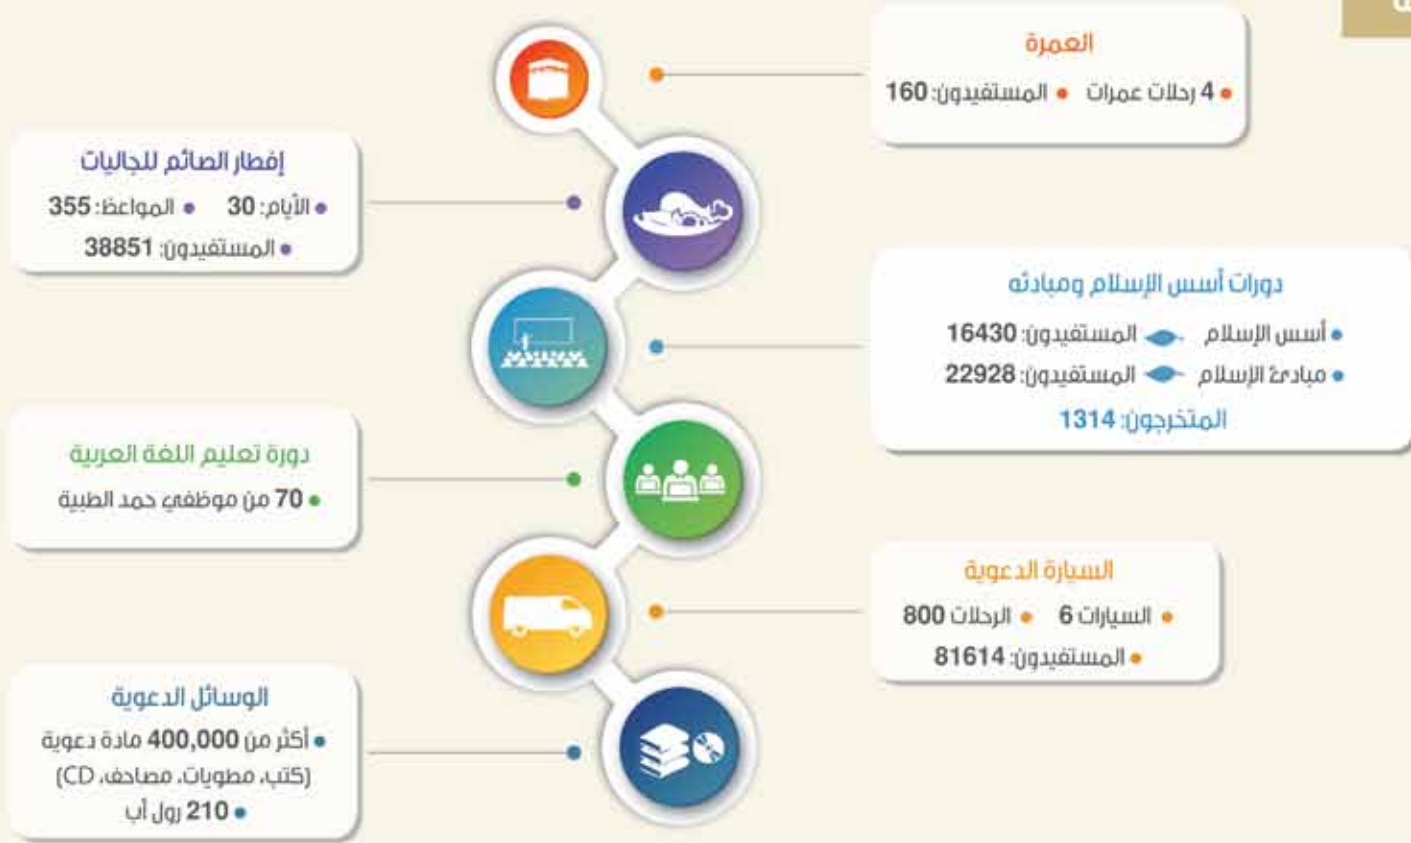 العمرة
• 4 رحلات عمرات • المستفيدون: 160
إفطار الصائم للجاليات
• الأيام: 30 • المواعظ: 355
• المستفيدون: 38851
دورات أسس الإسلام ومبادئه
• أسس الإسلام المستفيدون: 16430
• مبادئ الإسلام المستفيدون: 22928
المتخرجون: 1314
دورة تعليم اللغة العربية
• 70 من موظفي حمد الطبية
السيارة الدعوية
• السيارات 6 • الرحلات 800
• المستفيدون: 81614
الوسائل الدعوية
• أكثر من 400,000 مادة دعوية
(كتب، مطويات، مصاحف، CD)
• 210 رول أب